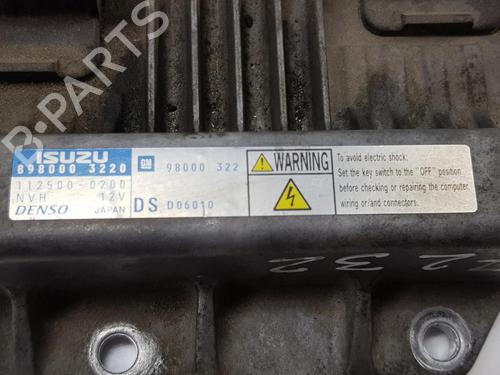 ISUZU
898000 3220
GM 98000 322
112500-0200
NVH 12V
DENSO JAPAN
DS D06010
WARNING
To avoid electric shock;
Set the key switch to the "OFF" position
before checking or repairing the computer,
wiring or/and connectors.
2232
B-PARTS